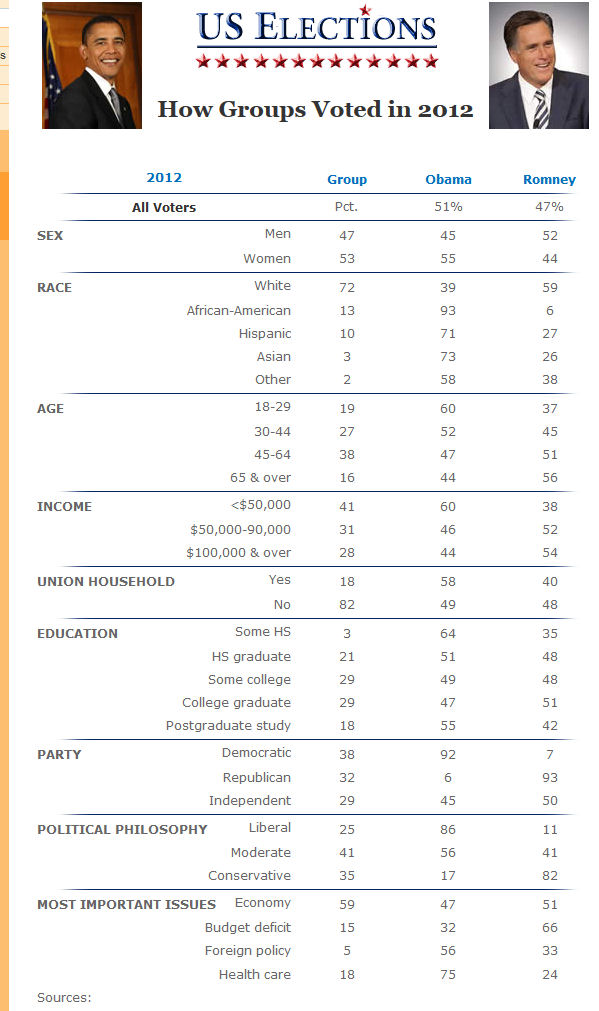 US ELECTIONS
How Groups Voted in 2012
s
2012 Group Obama Romney
All Voters Pct. 51% 47%
SEX Men 47 45 52
Women 53 55 44
RACE White 72 39 59
African-American 13 93 6
Hispanic 10 71 27
Asian 3 73 26
Other 2 58 38
AGE 18-29 19 60 37
30-44 27 52 45
45-64 38 47 51
65 & over 16 44 56
INCOME <$50,000 41 60 38
$50,000-90,000 31 46 52
$100,000 & over 28 44 54
UNION HOUSEHOLD Yes 18 58 40
No 82 49 48
EDUCATION Some HS 3 64 35
HS graduate 21 51 48
Some college 29 49 48
College graduate 29 47 51
Postgraduate study 18 55 42
PARTY Democratic 38 92 7
Republican 32 6 93
Independent 29 45 50
POLITICAL PHILOSOPHY Liberal 25 86 11
Moderate 41 56 41
Conservative 35 17 82
MOST IMPORTANT ISSUES Economy 59 47 51
Budget deficit 15 32 66
Foreign policy 5 56 33
Health care 18 75 24
Sources: